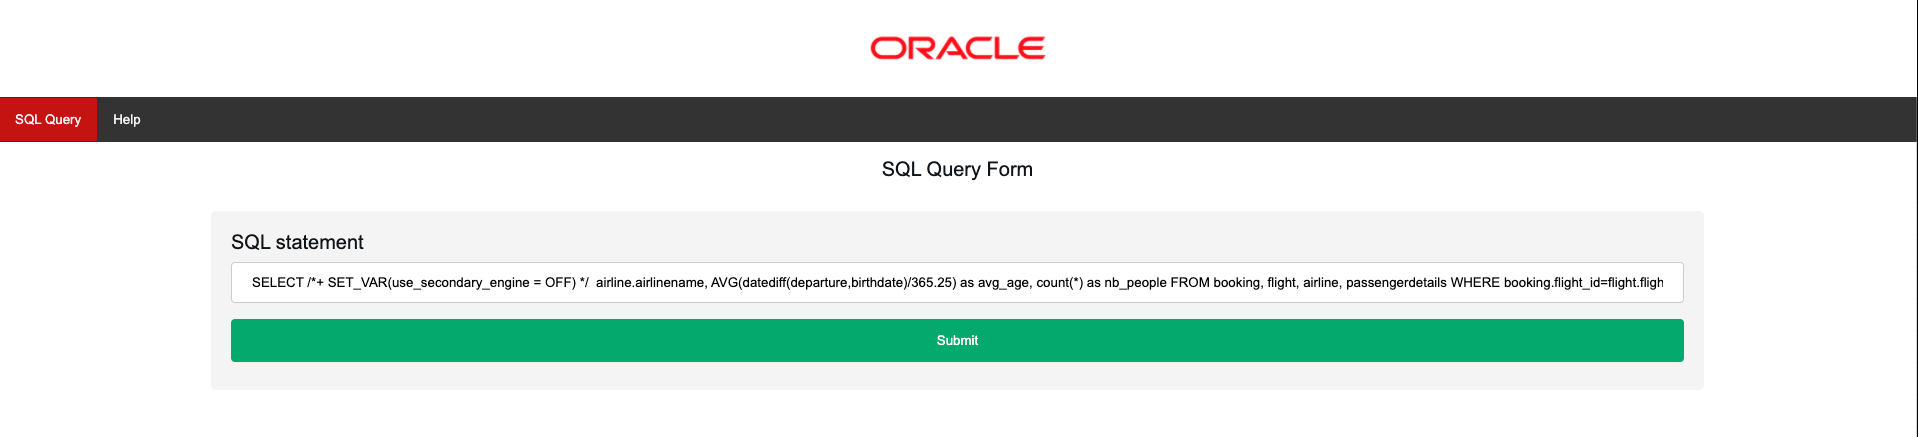 ORACLE
SQL Query Help
SQL Query Form
SQL statement
SELECT /*+ SET_VAR(use_secondary_engine = OFF) */  airline.airlinename, AVG(datediff(departure,birthdate)/365.25) as avg_age, count(*) as nb_people FROM booking, flight, airline, passengerdetails WHERE booking.flight_id=flight.fligh
Submit